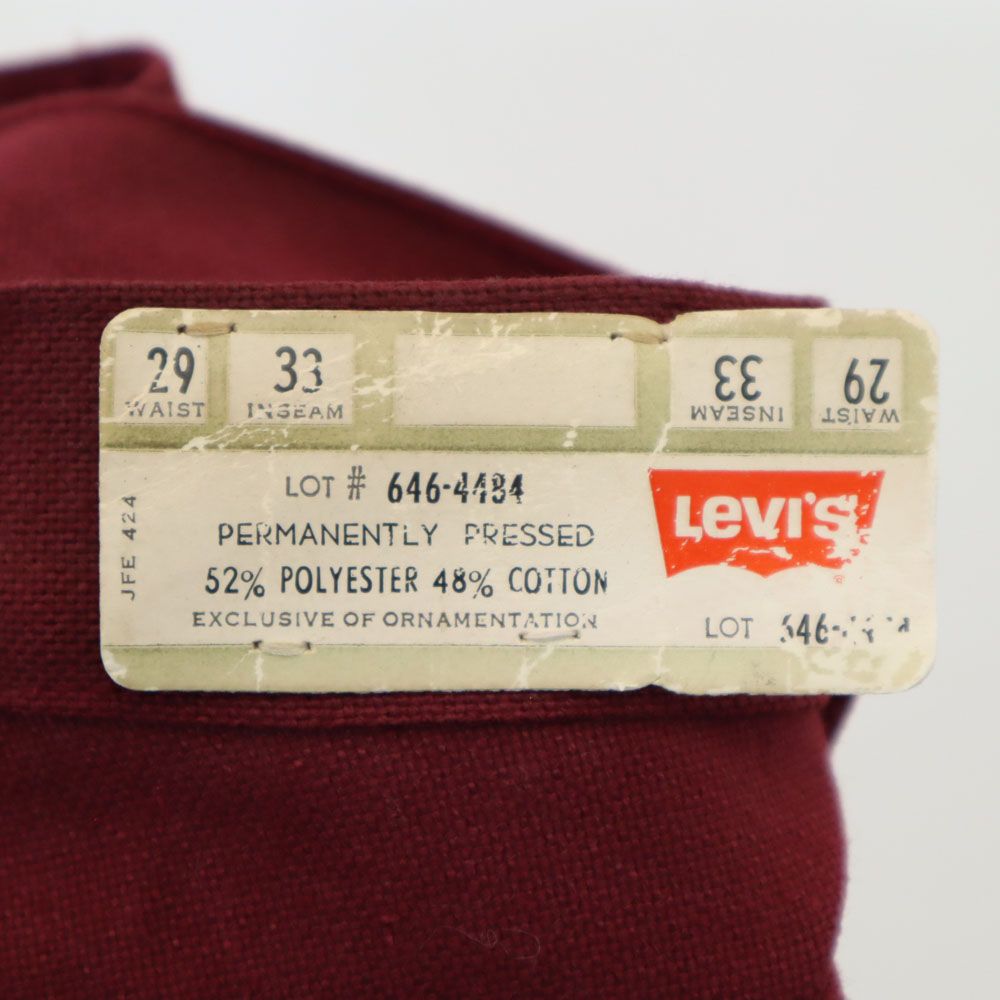 29 33 33 29
WAIST INSEAM INSEAM WAIST
LOT # 646-4484
PERMANENTLY PRESSED
52% POLYESTER 48% COTTON
EXCLUSIVE OF ORNAMENTATION
JFE 424
LEVI'S
®
LOT